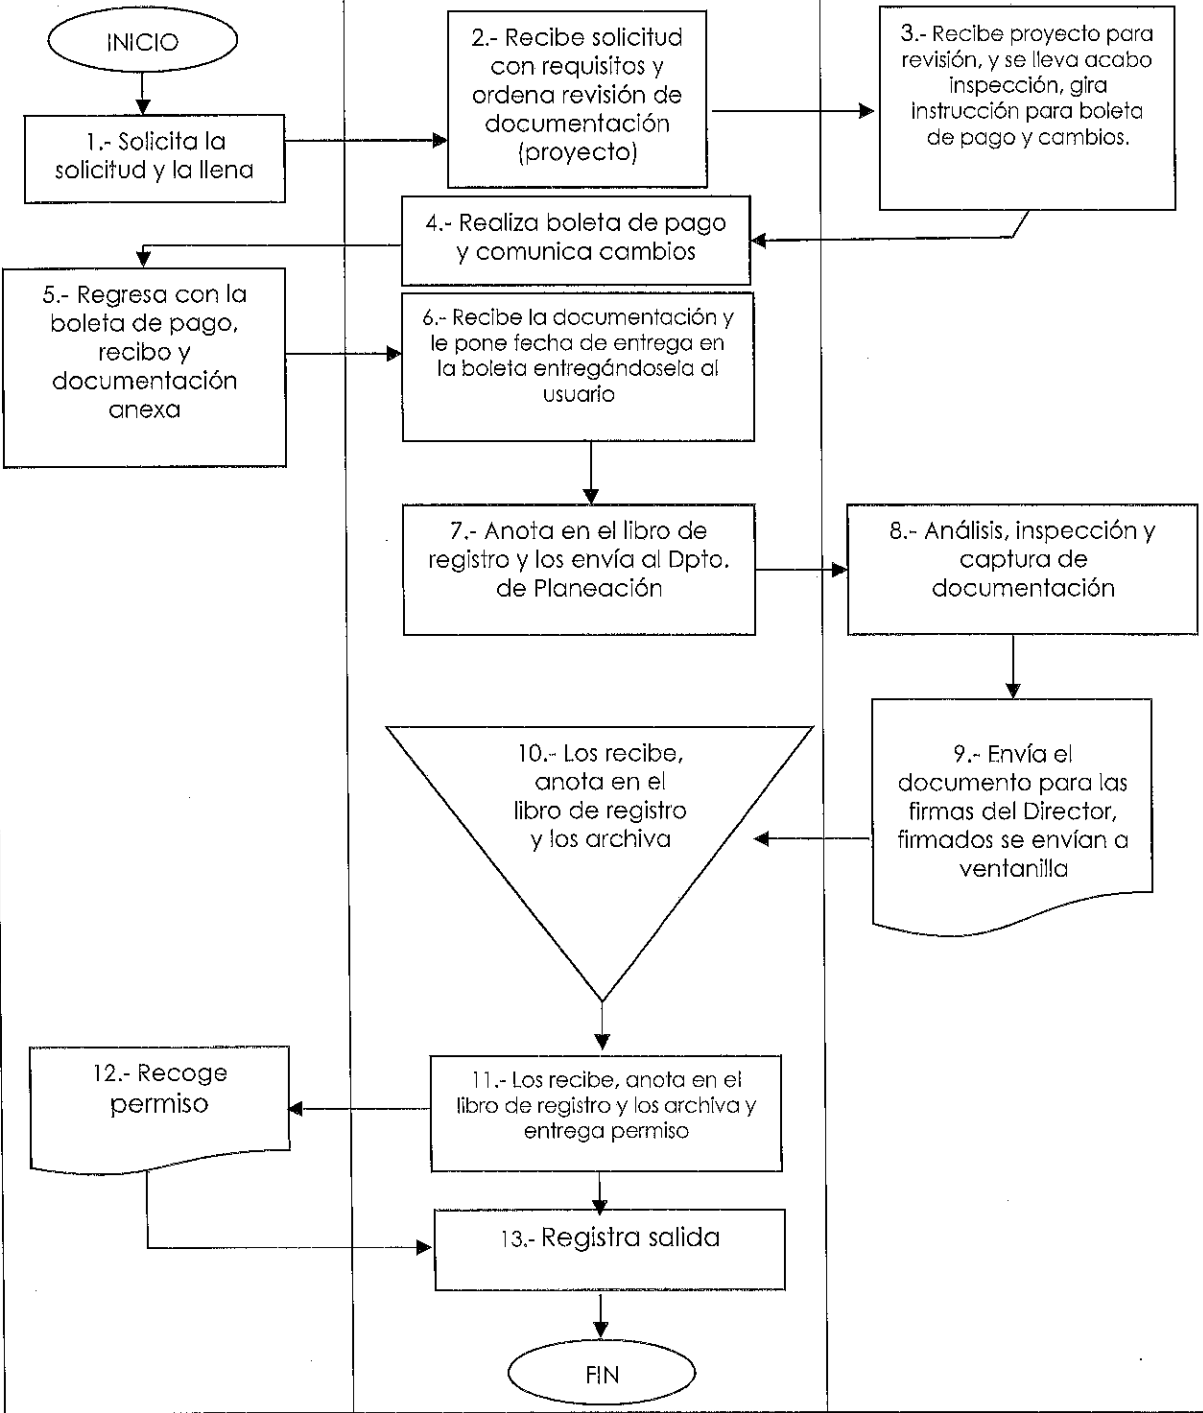 INICIO
1.- Solicita la
solicitud y la llena
2.- Recibe solicitud
con requisitos y
ordena revisión de
documentación
(proyecto)
3.- Recibe proyecto para
revisión, y se lleva acabo
inspección, gira
instrucción para boleta
de pago y cambios.
4.- Realiza boleta de pago
y comunica cambios
5.- Regresa con la
boleta de pago,
recibo y
documentación
anexa
6.- Recibe la documentación y
le pone fecha de entrega en
la boleta entregándosela al
usuario
7.- Anota en el libro de
registro y los envía al Dpto.
de Planeación
8.- Análisis, inspección y
captura de
documentación
9.- Envía el
documento para las
firmas del Director,
firmados se envían a
ventanilla
10.- Los recibe,
anota en el
libro de registro
y los archiva
11.- Los recibe, anota en el
libro de registro y los archiva y
entrega permiso
12.- Recoge
permiso
13.- Registra salida
FIN